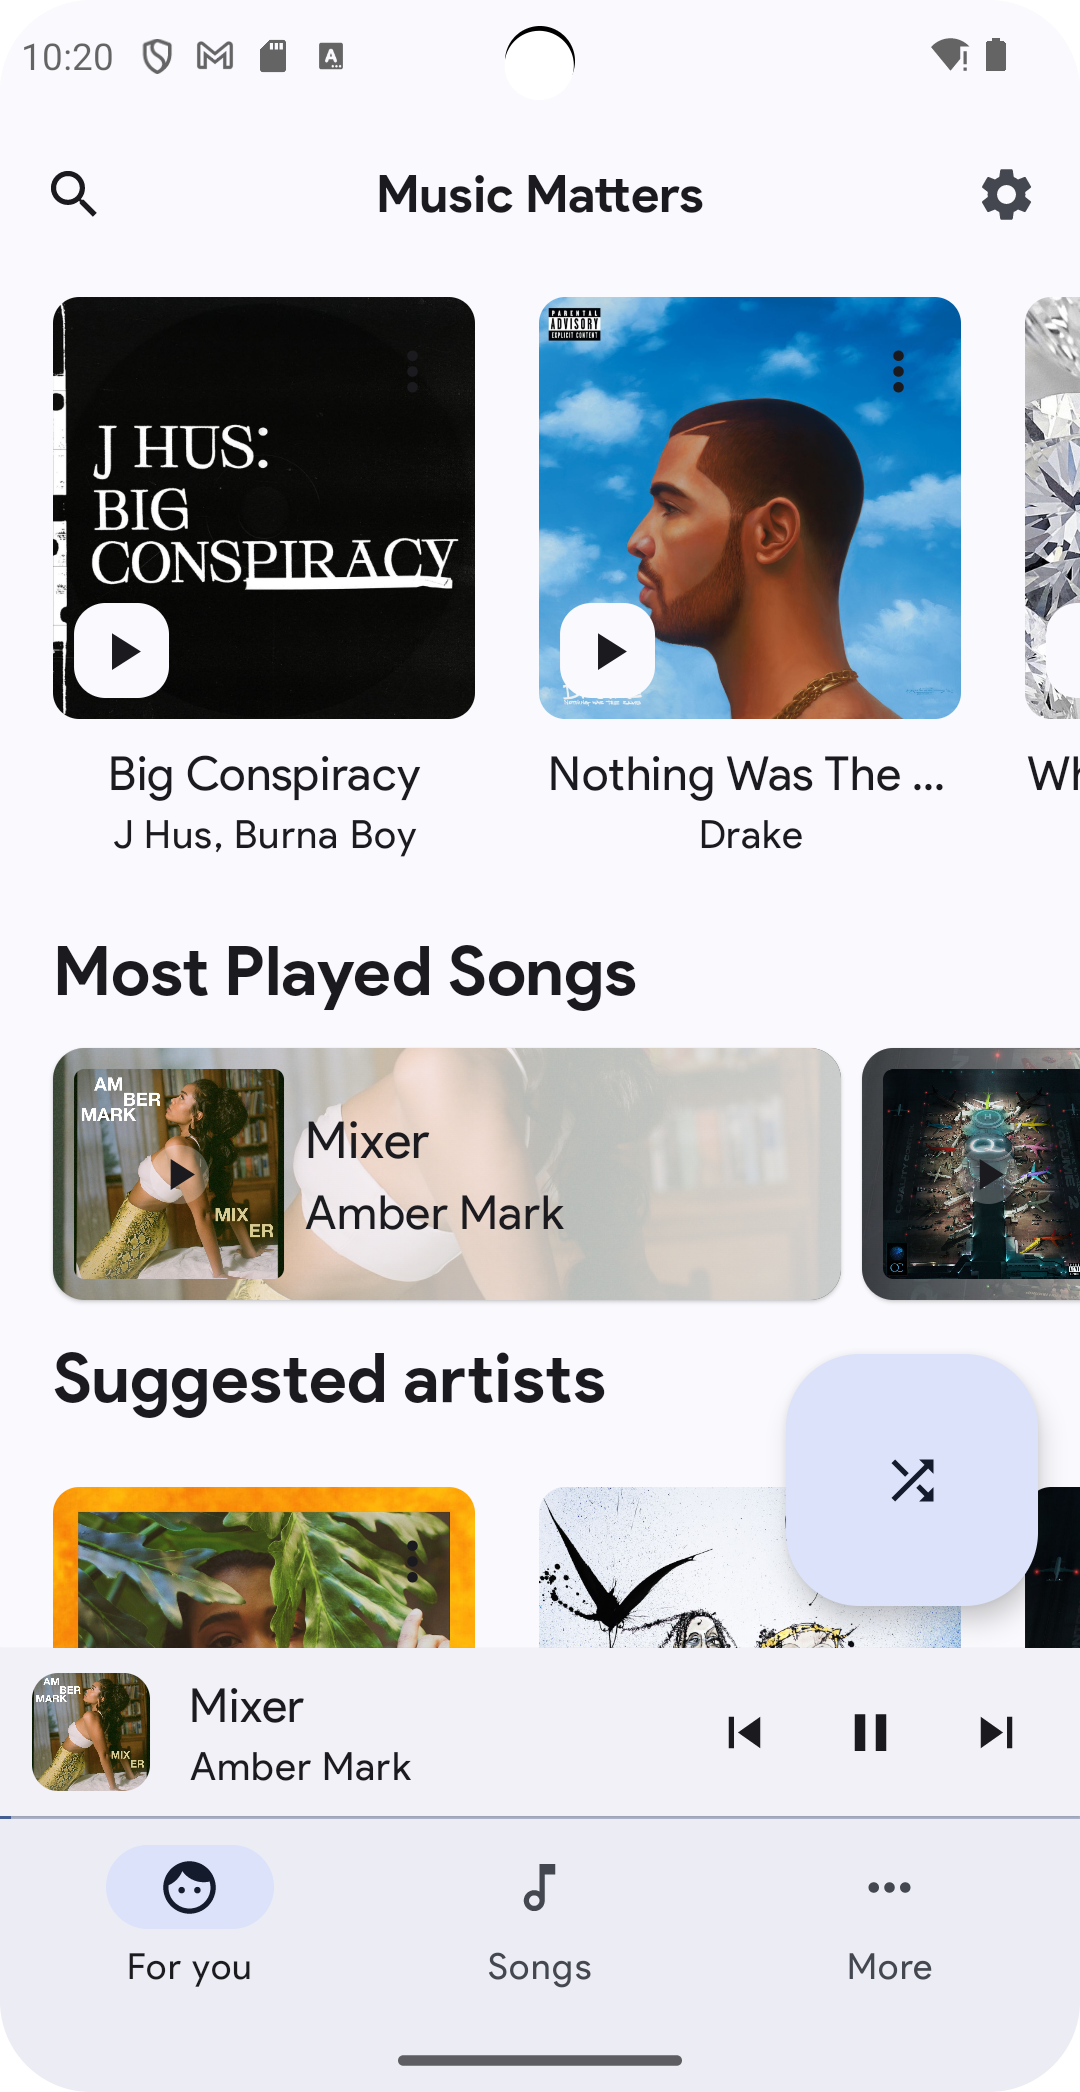 10:20
Music Matters
J HUS:
BIG
CONSPIRACY
PARENTAL
ADVISORY
EXPLICIT CONTENT
Big Conspiracy
J Hus, Burna Boy
Nothing Was The ...
Drake
Wh
Most Played Songs
AM
BER
MARK
MIX
ER
Mixer
Amber Mark
Suggested artists
AM
BER
MARK
MIX
ER
Mixer
Amber Mark
For you
Songs
More